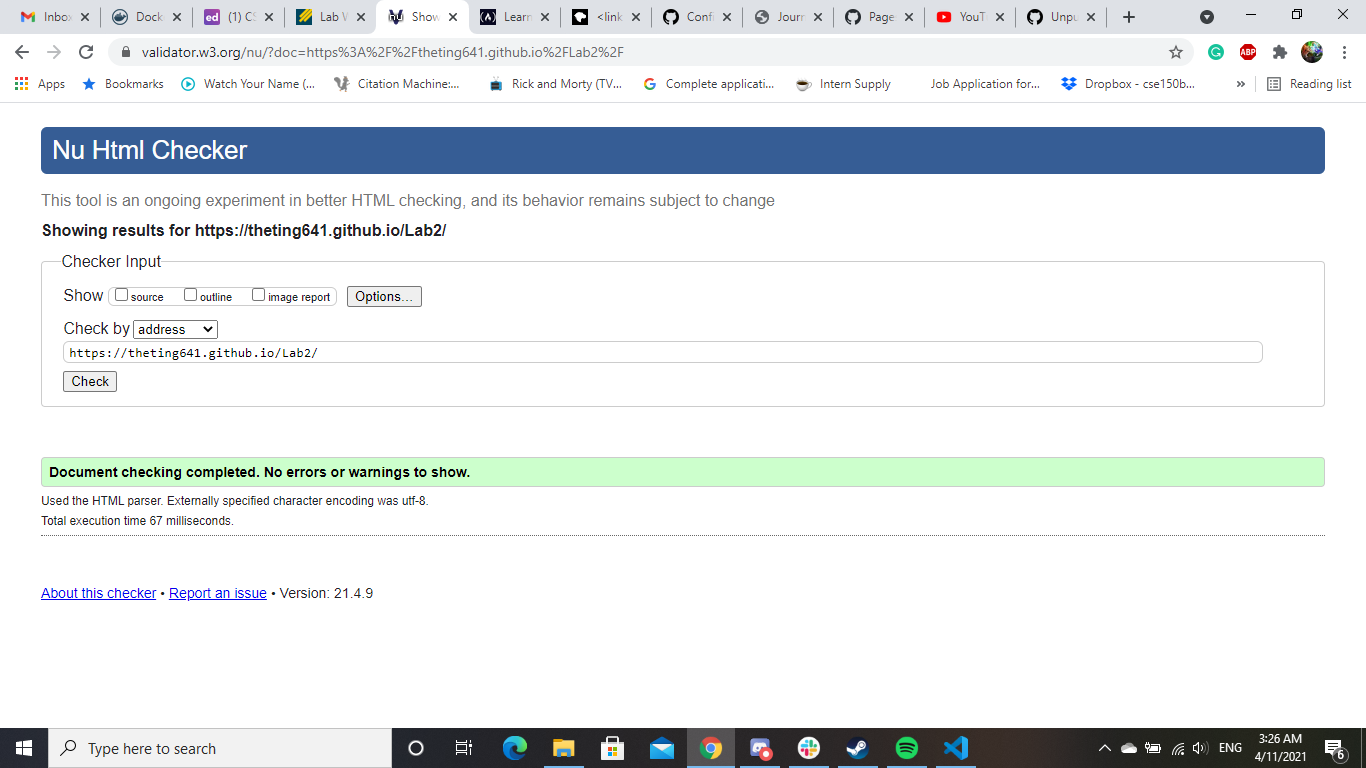 Inbo
Dock
(1) CS
Lab W
Show
Learn
<link
Confi
Journ
Page
YouT
Unpu
validator.w3.org/nu/?doc=https%3A%2F%2Ftheting641.github.io%2FLab2%2F
ABP
Apps
Bookmarks
Watch Your Name (...
Citation Machine:...
Rick and Morty (TV...
Complete applicati...
Intern Supply
Job Application for...
Dropbox - cse150b...
»
Reading list
Nu Html Checker
This tool is an ongoing experiment in better HTML checking, and its behavior remains subject to change
Showing results for https://theting641.github.io/Lab2/
Checker Input
Show source outline image report Options...
Check by address
https://theting641.github.io/Lab2/
Check
Document checking completed. No errors or warnings to show.
Used the HTML parser. Externally specified character encoding was utf-8.
Total execution time 67 milliseconds.
About this checker • Report an issue • Version: 21.4.9
Type here to search
ENG
3:26 AM
4/11/2021
6